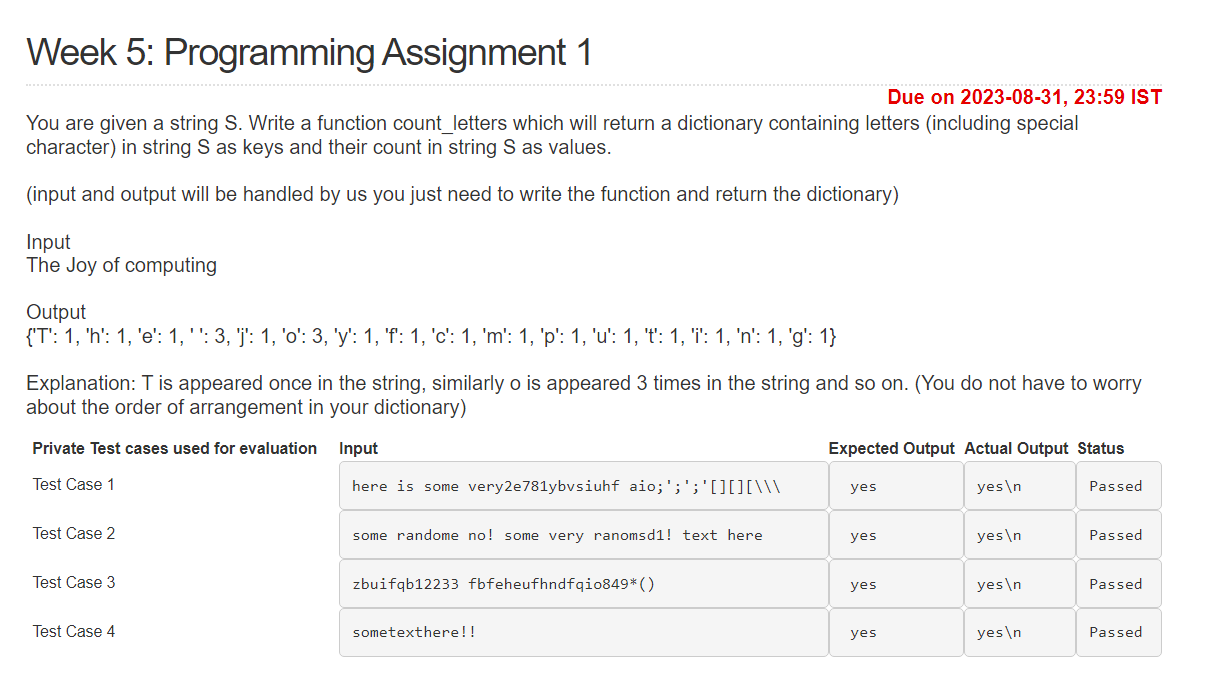 Week 5: Programming Assignment 1
Due on 2023-08-31, 23:59 IST
You are given a string S. Write a function count_letters which will return a dictionary containing letters (including special
character) in string S as keys and their count in string S as values.
(input and output will be handled by us you just need to write the function and return the dictionary)
Input
The Joy of computing
Output
{'T': 1, 'h': 1, 'e': 1, ' ': 3, 'j': 1, 'o': 3, 'y': 1, 'f': 1, 'c': 1, 'm': 1, 'p': 1, 'u': 1, 't': 1, 'i': 1, 'n': 1, 'g': 1}
Explanation: T is appeared once in the string, similarly o is appeared 3 times in the string and so on. (You do not have to worry
about the order of arrangement in your dictionary)
Private Test cases used for evaluation Input Expected Output Actual Output Status
Test Case 1 here is some very2e781ybvsiuhf aio;';';'[][][\\\ yes yes\n Passed
Test Case 2 some randome no! some very ranomsd1! text here yes yes\n Passed
Test Case 3 zbuifqb12233 fbfeheufhndfqio849*() yes yes\n Passed
Test Case 4 sometexthere!! yes yes\n Passed